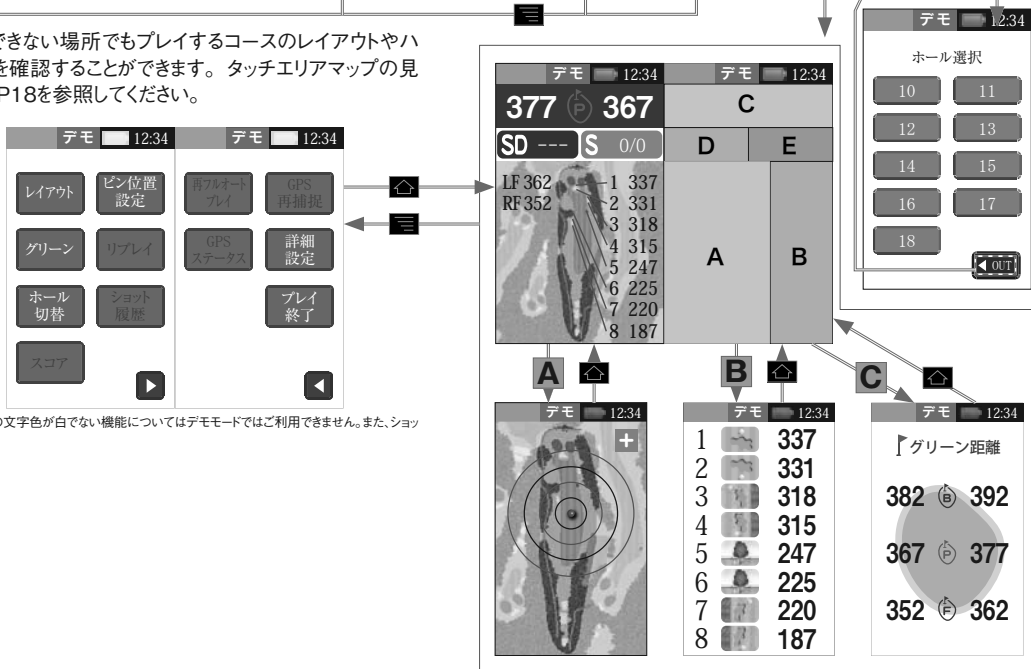 できない場所でもプレイするコースのレイアウトやハ
を確認することができます。タッチエリアマップの見
P18を参照してください。
デモ 12:34
レイアウト
ピン位置
設定
グリーン
リプレイ
ホール
切替
ショット
履歴
スコア
デモ 12:34
再フルオート
プレイ
GPS
再捕捉
GPS
ステータス
詳細
設定
プレイ
終了
の文字色が白でない機能についてはデモモードではご利用できません。また、ショッ
デモ 12:34
377 P 367
SD --- S 0/0
LF 362
RF 352
1 337
2 331
3 318
4 315
5 247
6 225
7 220
8 187
デモ 12:34
C
D E
A B
デモ 12:34
ホール選択
10 11
12 13
14 15
16 17
18
OUT
A
B
C
デモ 12:34
+
デモ 12:34
1 337
2 331
3 318
4 315
5 247
6 225
7 220
8 187
デモ 12:34
グリーン距離
382 B 392
367 P 377
352 F 362